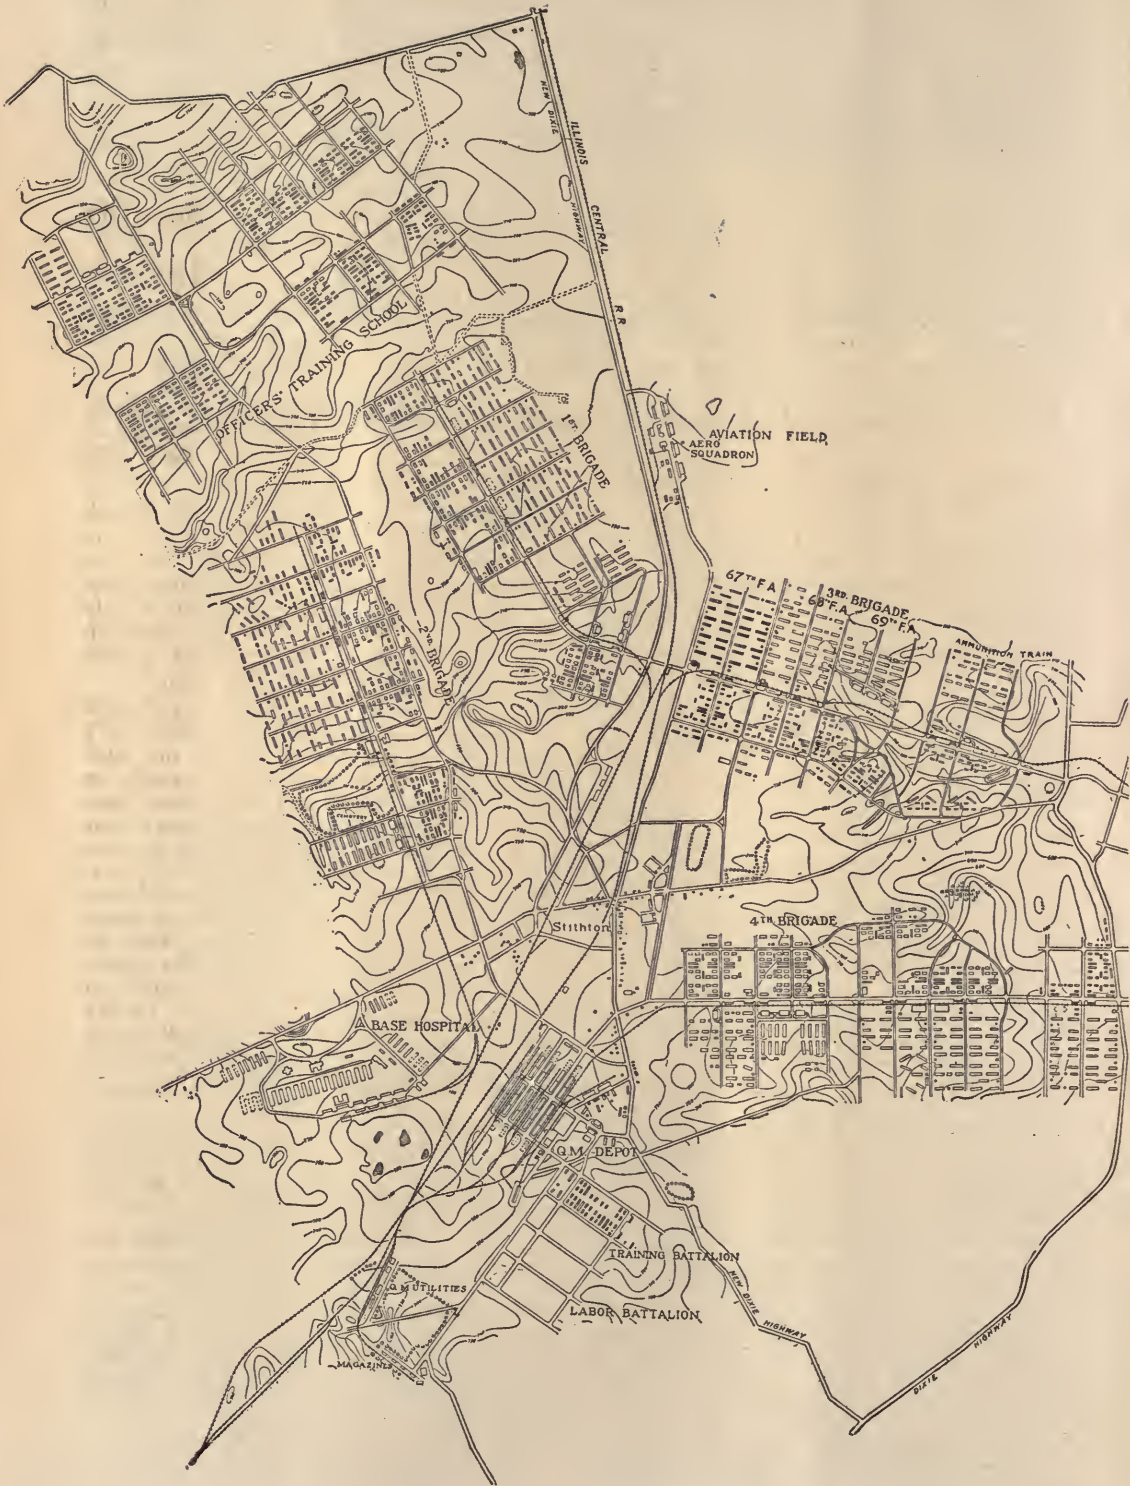 NEW DIXIE
HIGHWAY
ILLINOIS
CENTRAL
R.R
OFFICERS' TRAINING SCHOOL
1ST. BRIGADE
AVIATION FIELD,
AERO
SQUADRON
67TH F.A
3RD. BRIGADE
68TH F.A
69TH F.A
AMMUNITION TRAIN
2ND. BRIGADE
CEMETERY
Stithton
4TH BRIGADE
BASE HOSPITAL
Q.M. DEPOT
TRAINING BATTALION
LABOR BATTALION
Q M UTILITIES
MAGAZINES
NEW DIXIE
HIGHWAY
DIXIE
HIGHWAY